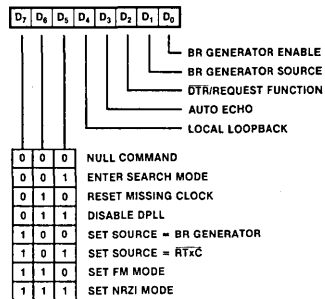 D7 D6 D5 D4 D3 D2 D1 D0
BR GENERATOR ENABLE
BR GENERATOR SOURCE
DTR/REQUEST FUNCTION
AUTO ECHO
LOCAL LOOPBACK
0 0 0 NULL COMMAND
0 0 1 ENTER SEARCH MODE
0 1 0 RESET MISSING CLOCK
0 1 1 DISABLE DPLL
1 0 0 SET SOURCE = BR GENERATOR
1 0 1 SET SOURCE = RTxC
1 1 0 SET FM MODE
1 1 1 SET NRZI MODE